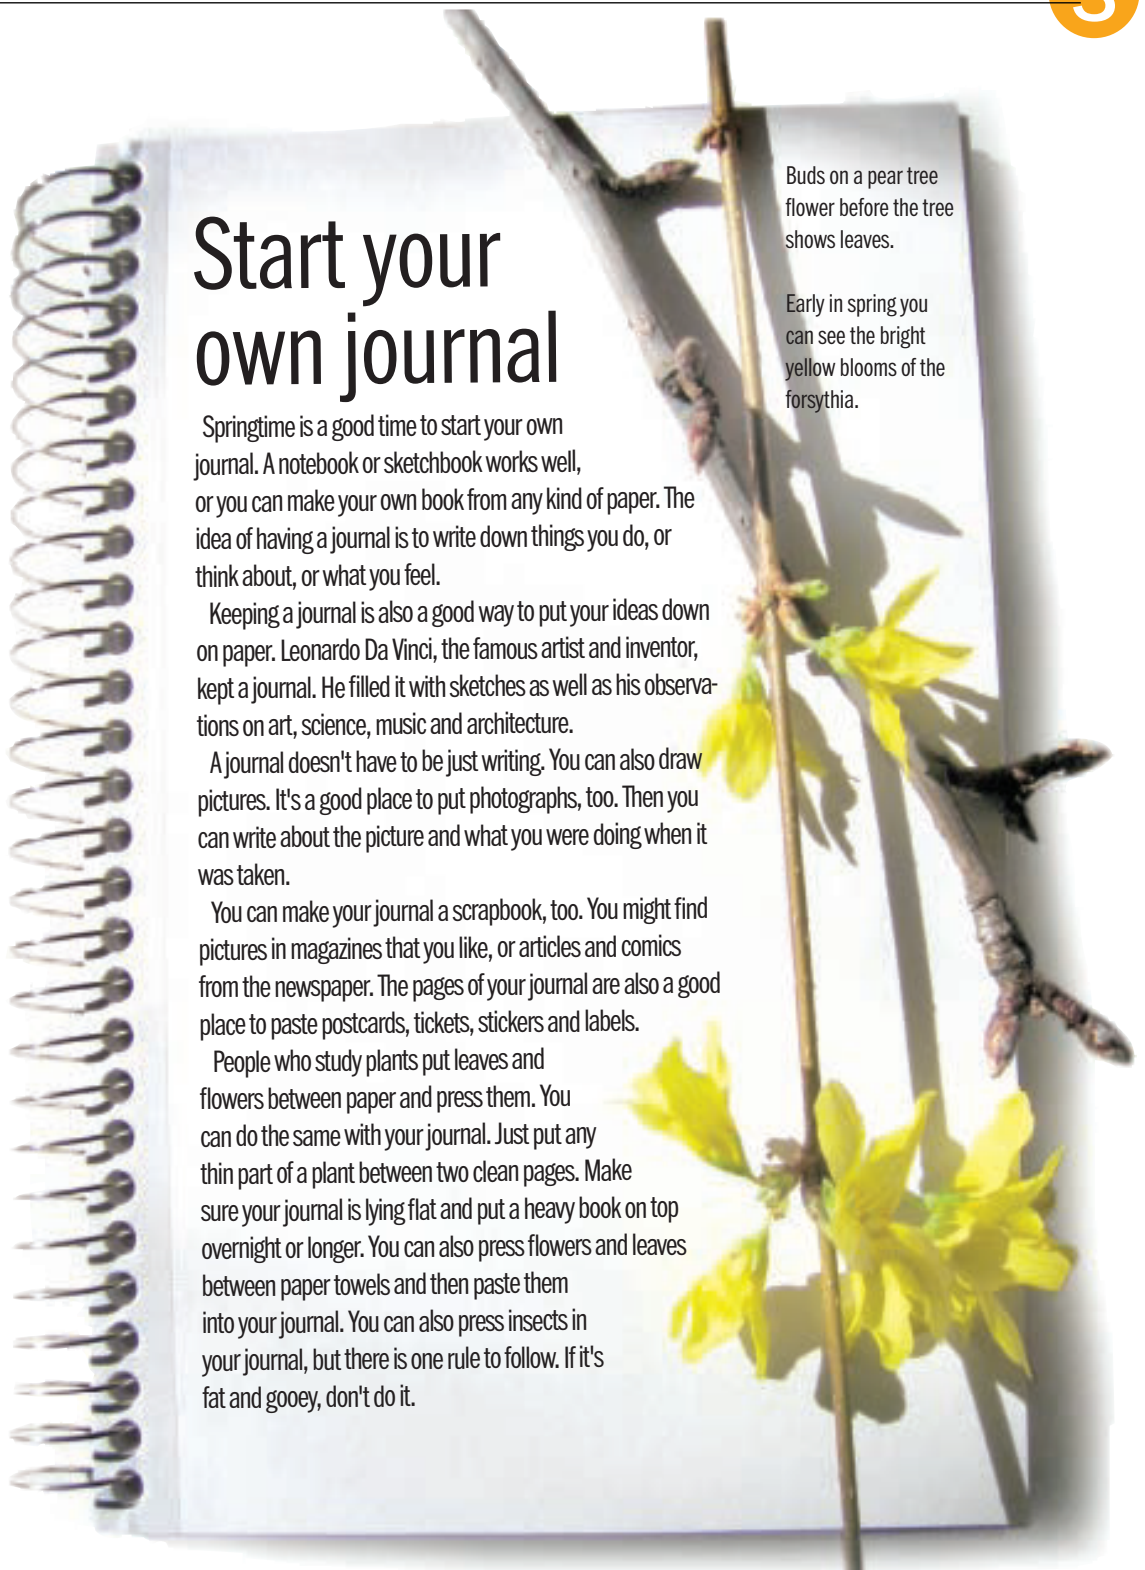 3
Start your
own journal
Springtime is a good time to start your own
journal. A notebook or sketchbook works well,
or you can make your own book from any kind of paper. The
idea of having a journal is to write down things you do, or
think about, or what you feel.
Keeping a journal is also a good way to put your ideas down
on paper. Leonardo Da Vinci, the famous artist and inventor,
kept a journal. He filled it with sketches as well as his observa-
tions on art, science, music and architecture.
A journal doesn't have to be just writing. You can also draw
pictures. It's a good place to put photographs, too. Then you
can write about the picture and what you were doing when it
was taken.
You can make your journal a scrapbook, too. You might find
pictures in magazines that you like, or articles and comics
from the newspaper. The pages of your journal are also a good
place to paste postcards, tickets, stickers and labels.
People who study plants put leaves and
flowers between paper and press them. You
can do the same with your journal. Just put any
thin part of a plant between two clean pages. Make
sure your journal is lying flat and put a heavy book on top
overnight or longer. You can also press flowers and leaves
between paper towels and then paste them
into your journal. You can also press insects in
your journal, but there is one rule to follow. If it's
fat and gooey, don't do it.
Buds on a pear tree
flower before the tree
shows leaves.
Early in spring you
can see the bright
yellow blooms of the
forsythia.